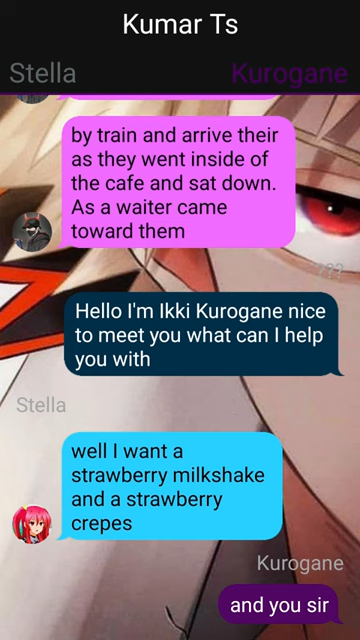 Kumar Ts
Stella Kurogane
by train and arrive their
as they went inside of
the cafe and sat down.
As a waiter came
toward them
???
Hello I'm Ikki Kurogane nice
to meet you what can I help
you with
Stella
well I want a
strawberry milkshake
and a strawberry
crepes
Kurogane
and you sir